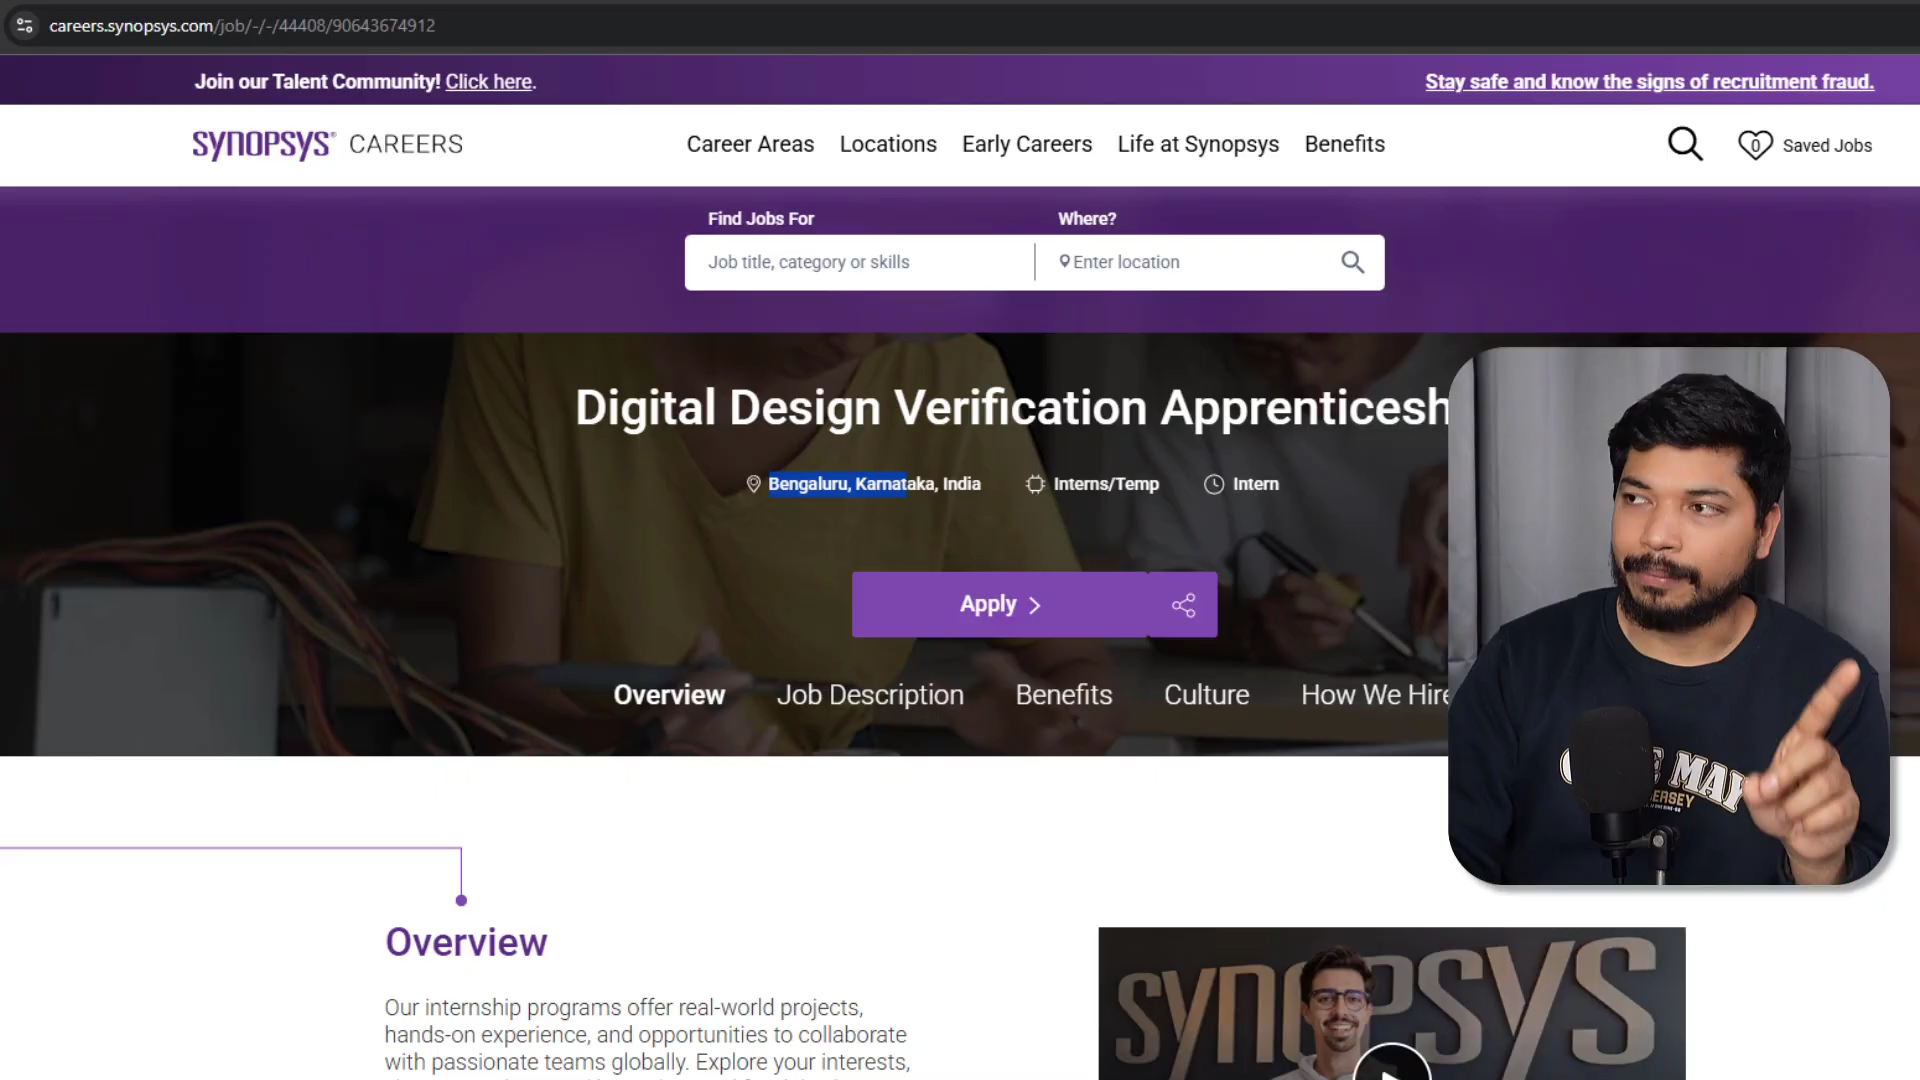 careers.synopsys.com/job/-/-/44408/90643674912
Join our Talent Community! Click here.
Stay safe and know the signs of recruitment fraud.
SYNOPSYS® CAREERS
Career Areas Locations Early Careers Life at Synopsys Benefits
0 Saved Jobs
Find Jobs For
Where?
Job title, category or skills
Enter location
Digital Design Verification Apprenticesh
Bengaluru, Karnataka, India Interns/Temp Intern
Apply
Overview Job Description Benefits Culture How We Hire
MAY
JERSEY
Overview
Our internship programs offer real-world projects,
hands-on experience, and opportunities to collaborate
with passionate teams globally. Explore your interests,
SYNOPSYS